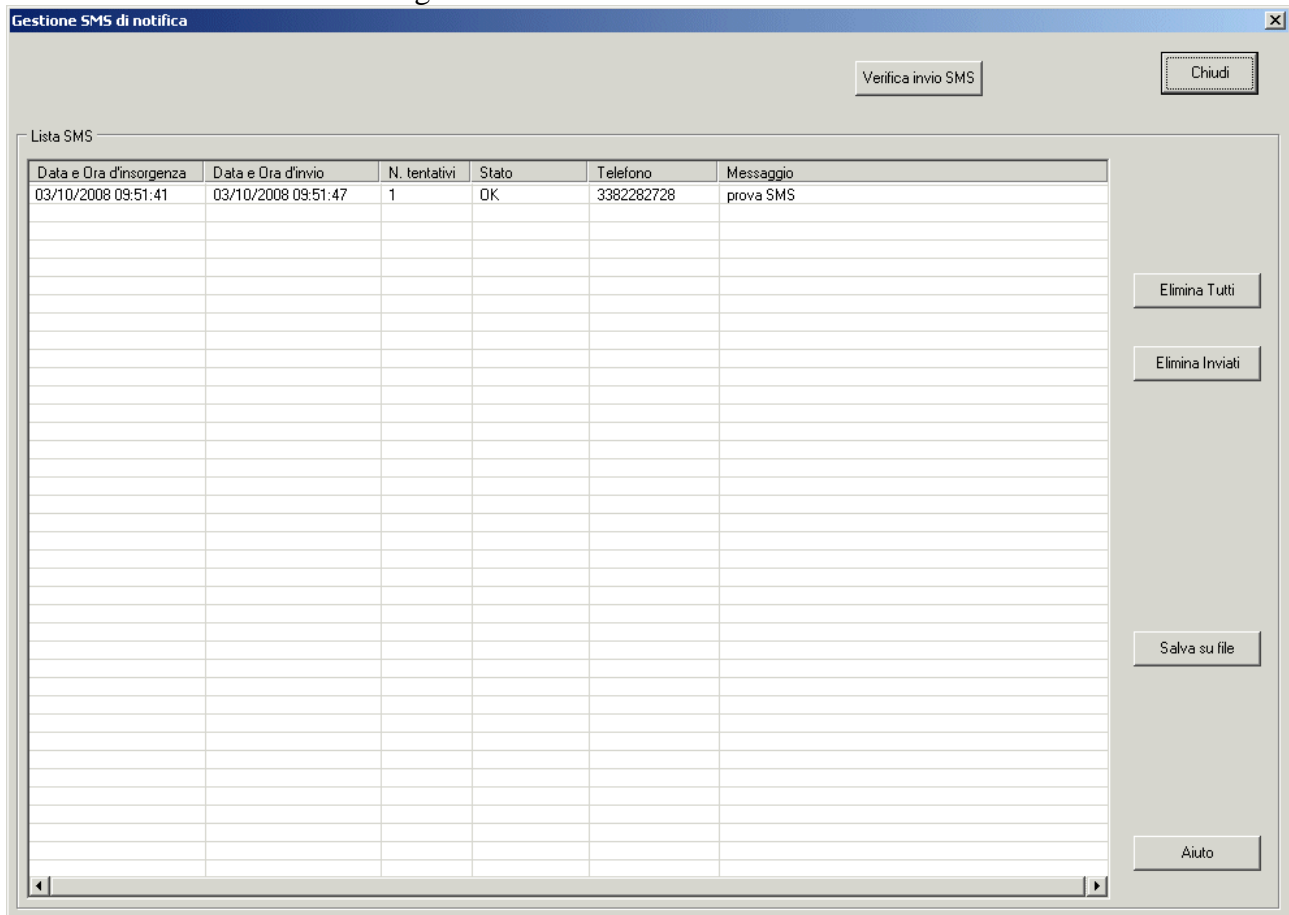 Gestione SMS di notifica
Verifica invio SMS
Chiudi
Lista SMS
Data e Ora d'insorgenza Data e Ora d'invio N. tentativi Stato Telefono Messaggio
03/10/2008 09:51:41 03/10/2008 09:51:47 1 OK 3382282728 prova SMS
Elimina Tutti
Elimina Inviati
Salva su file
Aiuto